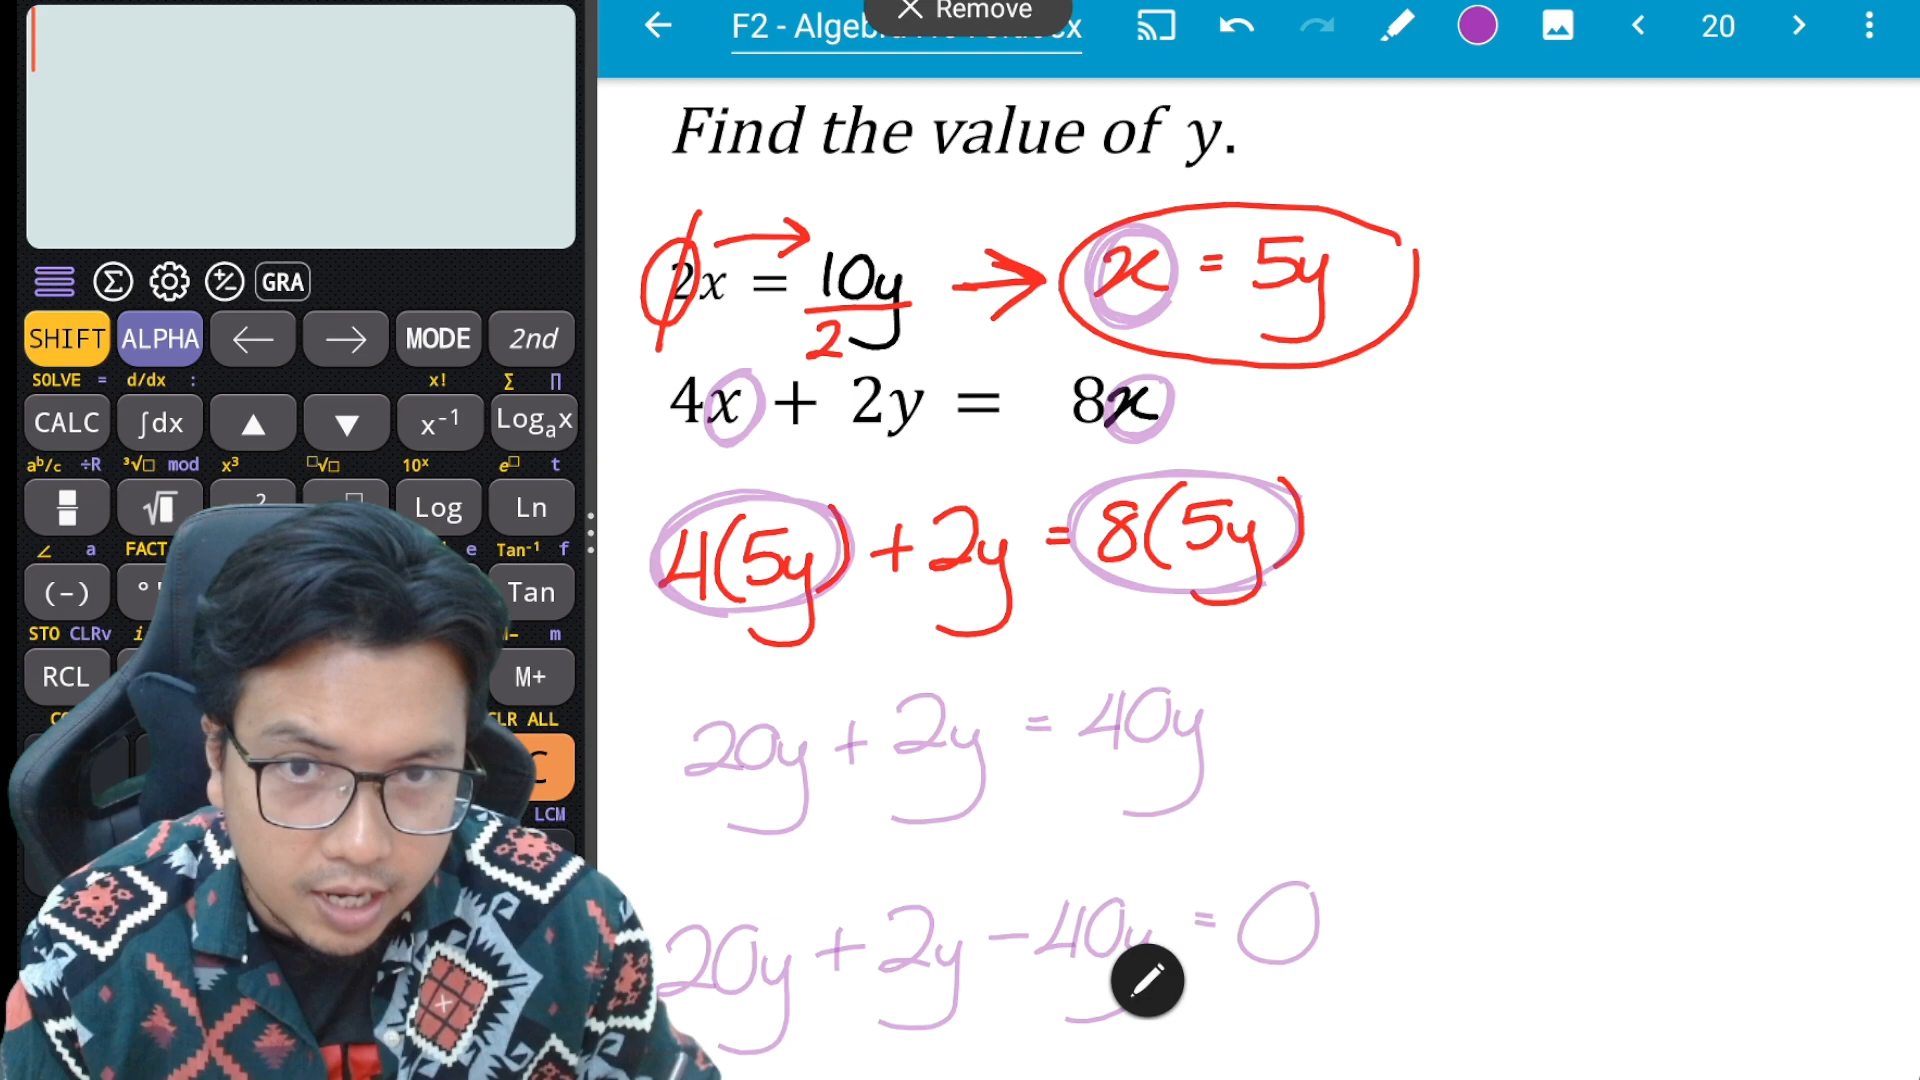 × Remove
F2 - Algeb
20
Find the value of y.
2x = 10y/2 → x = 5y
4x + 2y = 8x
4(5y) + 2y = 8(5y)
20y + 2y = 40y
20y + 2y - 40y = 0
GRA
SHIFT ALPHA ← → MODE 2nd
SOLVE = d/dx : x! Σ ∏
CALC ∫dx ▲ ▼ x⁻¹ Logₐx
aᵇ/c ÷R ³√□ mod x³ □√□ 10ˣ e□ t
Log Ln
∠ a FACT e Tan⁻¹ f
(−) Tan
STO CLRv m
RCL M+
CLR ALL
C
LCM